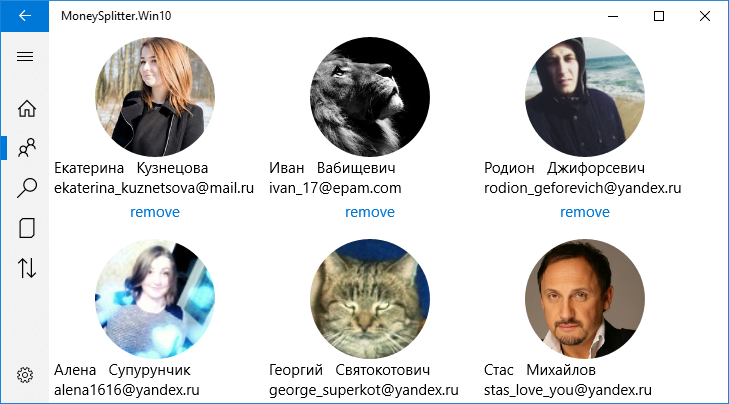 MoneySplitter.Win10
Екатерина Кузнецова
ekaterina_kuznetsova@mail.ru
remove
Иван Вабищевич
ivan_17@epam.com
remove
Родион Джифорсевич
rodion_geforevich@yandex.ru
remove
Алена Супурунчик
alena1616@yandex.ru
Георгий Святокотович
george_superkot@yandex.ru
Стас Михайлов
stas_love_you@yandex.ru